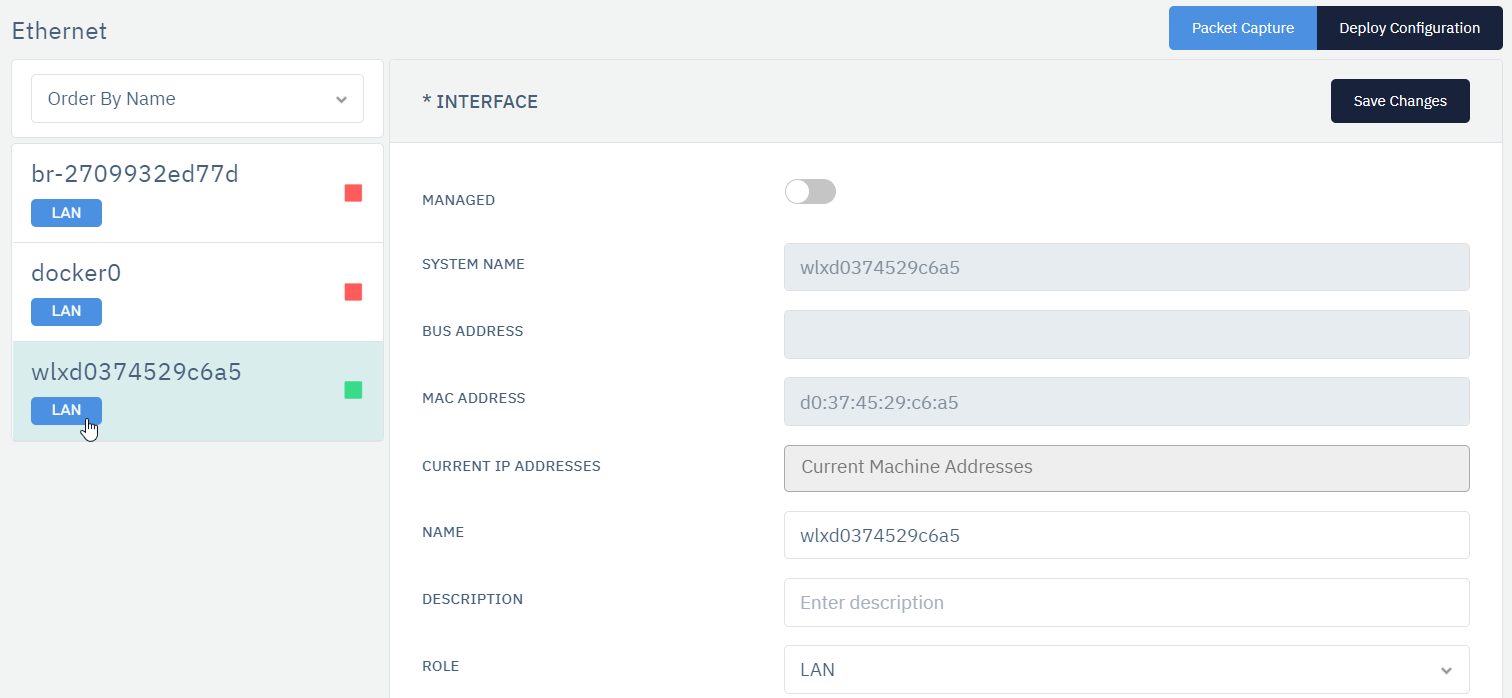 Ethernet
Packet Capture
Deploy Configuration
Order By Name
br-2709932ed77d
LAN
docker0
LAN
wlxd0374529c6a5
LAN
* INTERFACE
Save Changes
MANAGED
SYSTEM NAME
wlxd0374529c6a5
BUS ADDRESS
MAC ADDRESS
d0:37:45:29:c6:a5
CURRENT IP ADDRESSES
Current Machine Addresses
NAME
wlxd0374529c6a5
DESCRIPTION
Enter description
ROLE
LAN